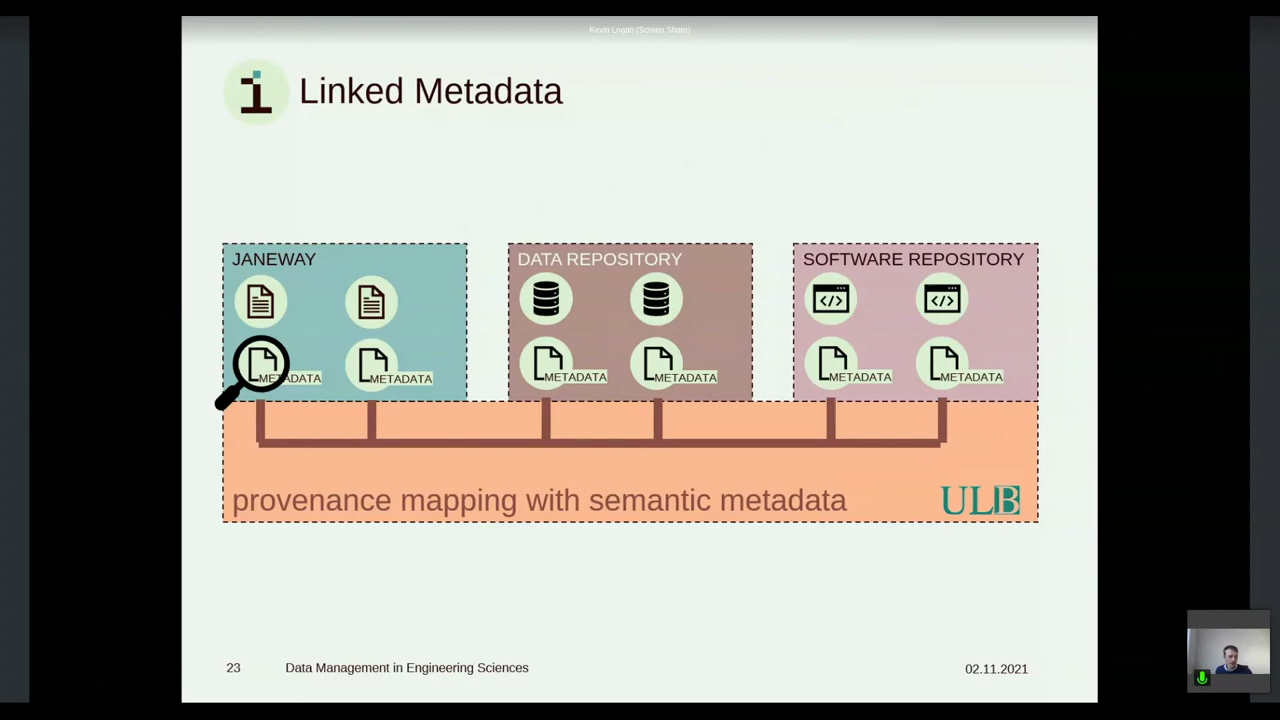 Kevin Logan (Screen Share)
i Linked Metadata
JANEWAY
METADATA
METADATA
DATA REPOSITORY
METADATA
METADATA
SOFTWARE REPOSITORY
METADATA
METADATA
provenance mapping with semantic metadata
ULB
23
Data Management in Engineering Sciences
02.11.2021